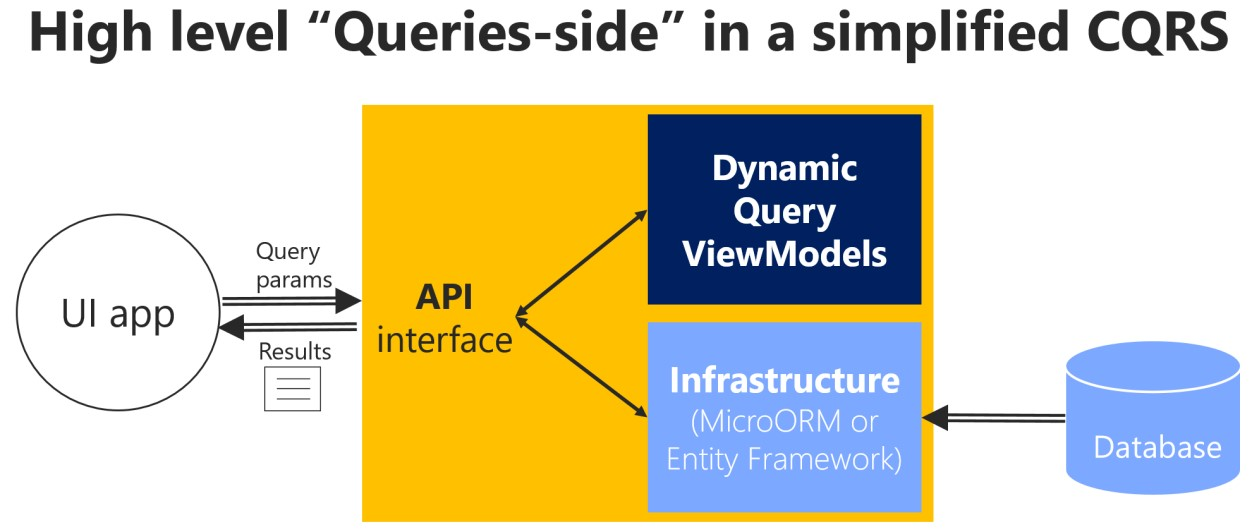 High level “Queries-side” in a simplified CQRS
Dynamic
Query
ViewModels
Query
params
UI app
API
interface
Results
Infrastructure
(MicroORM or
Entity Framework)
Database